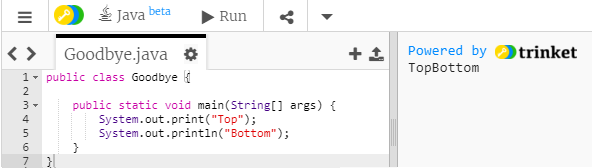 Java beta Run
Goodbye.java
Powered by trinket
TopBottom
1 public class Goodbye {
2
3 public static void main(String[] args) {
4 System.out.print("Top");
5 System.out.println("Bottom");
6 }
7 }